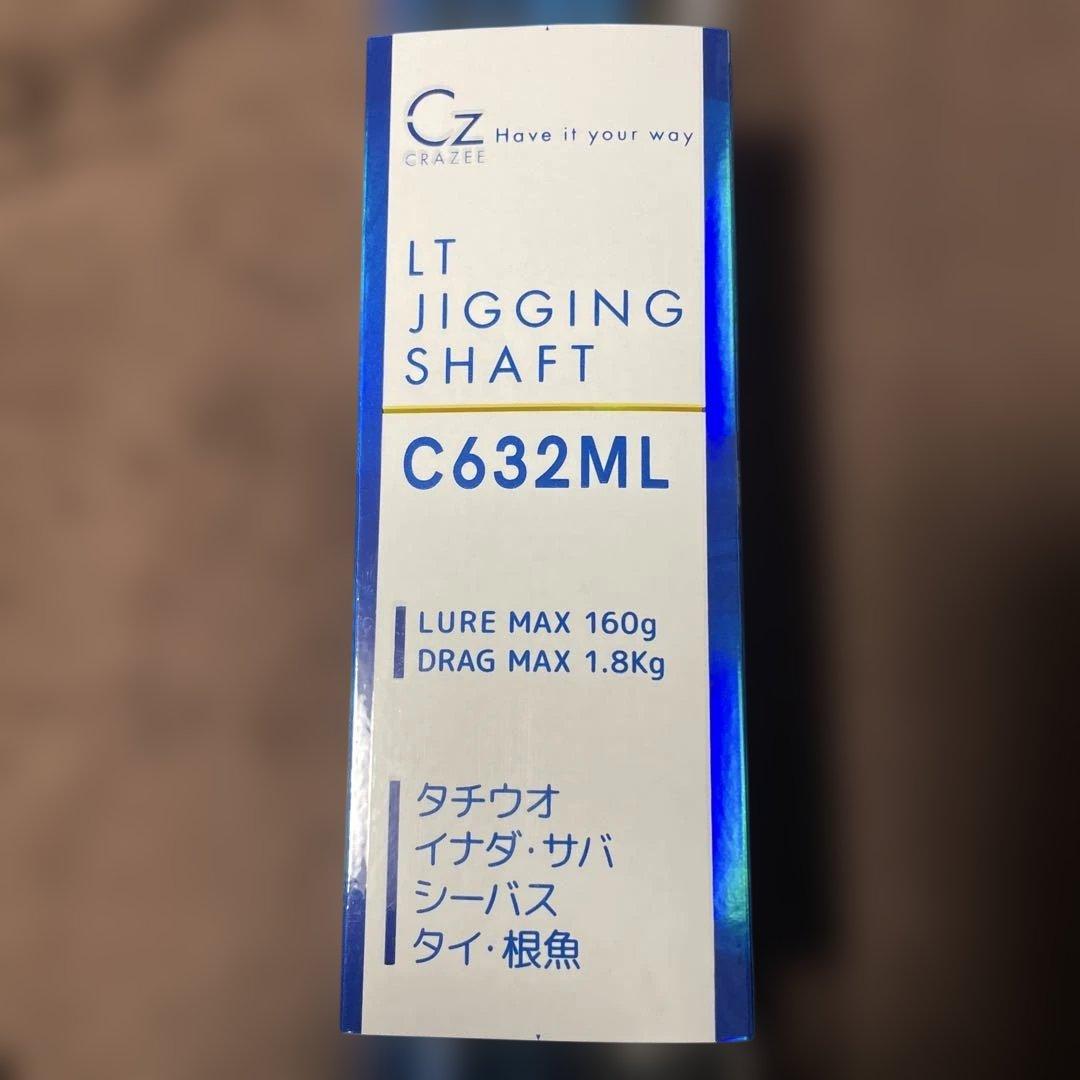 Cz
CRAZEE
Have it your way
LT
JIGGING
SHAFT
C632ML
LURE MAX 160g
DRAG MAX 1.8Kg
タチウオ
イナダ・サバ
シーバス
タイ・根魚